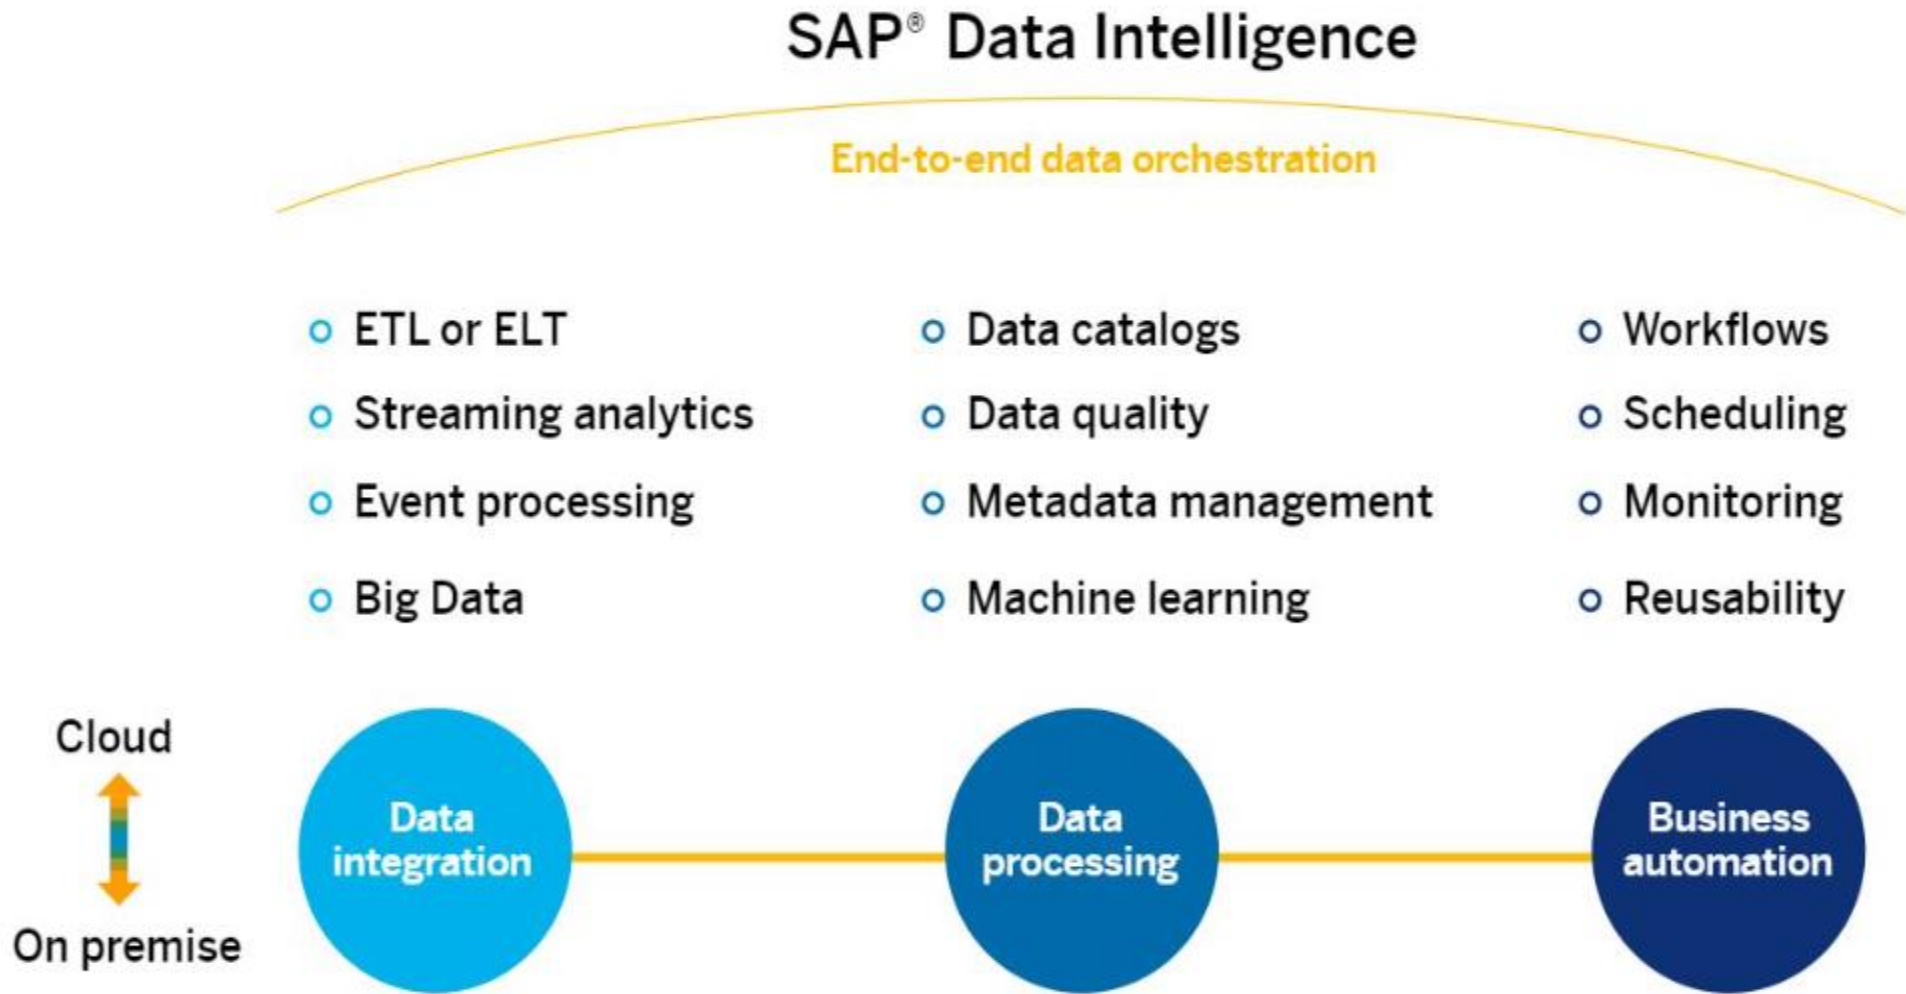 SAP® Data Intelligence
End-to-end data orchestration
ETL or ELT
Streaming analytics
Event processing
Big Data
Data catalogs
Data quality
Metadata management
Machine learning
Workflows
Scheduling
Monitoring
Reusability
Cloud
On premise
Data
integration
Data
processing
Business
automation